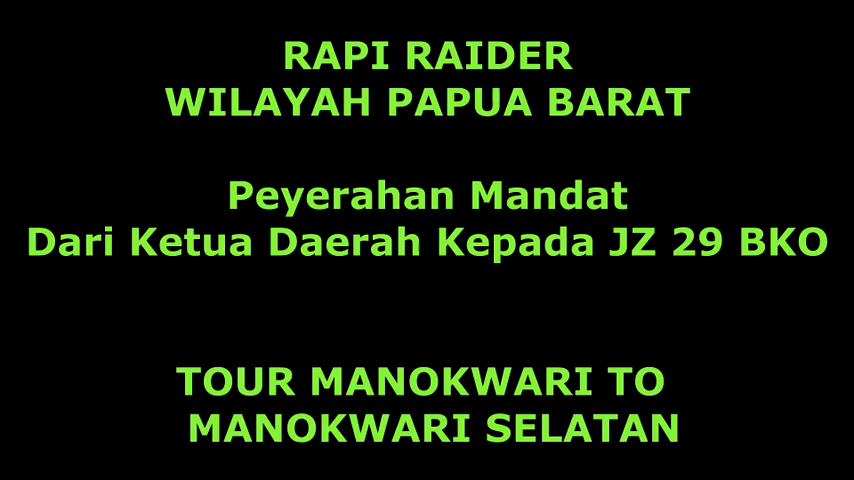 RAPI RAIDER
WILAYAH PAPUA BARAT
Peyerahan Mandat
Dari Ketua Daerah Kepada JZ 29 BKO
TOUR MANOKWARI TO
MANOKWARI SELATAN